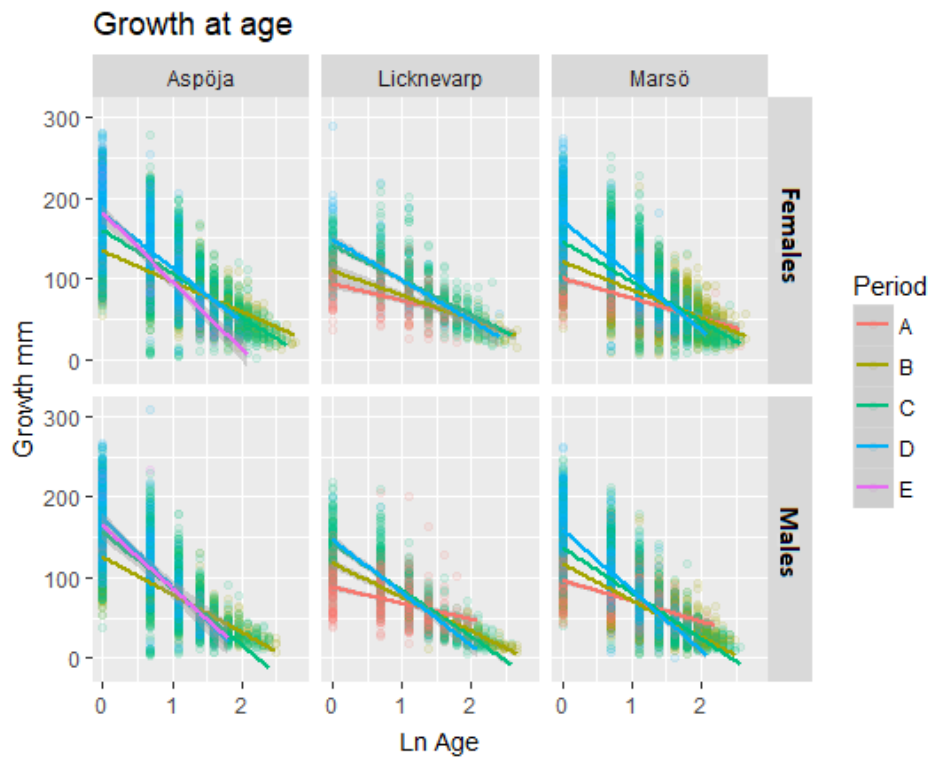 Growth at age
Aspöja Licknevarp Marsö
300
200
100
0
Females
300
200
100
0
Males
Growth mm
0 1 2 0 1 2 0 1 2
Ln Age
Period
A
B
C
D
E